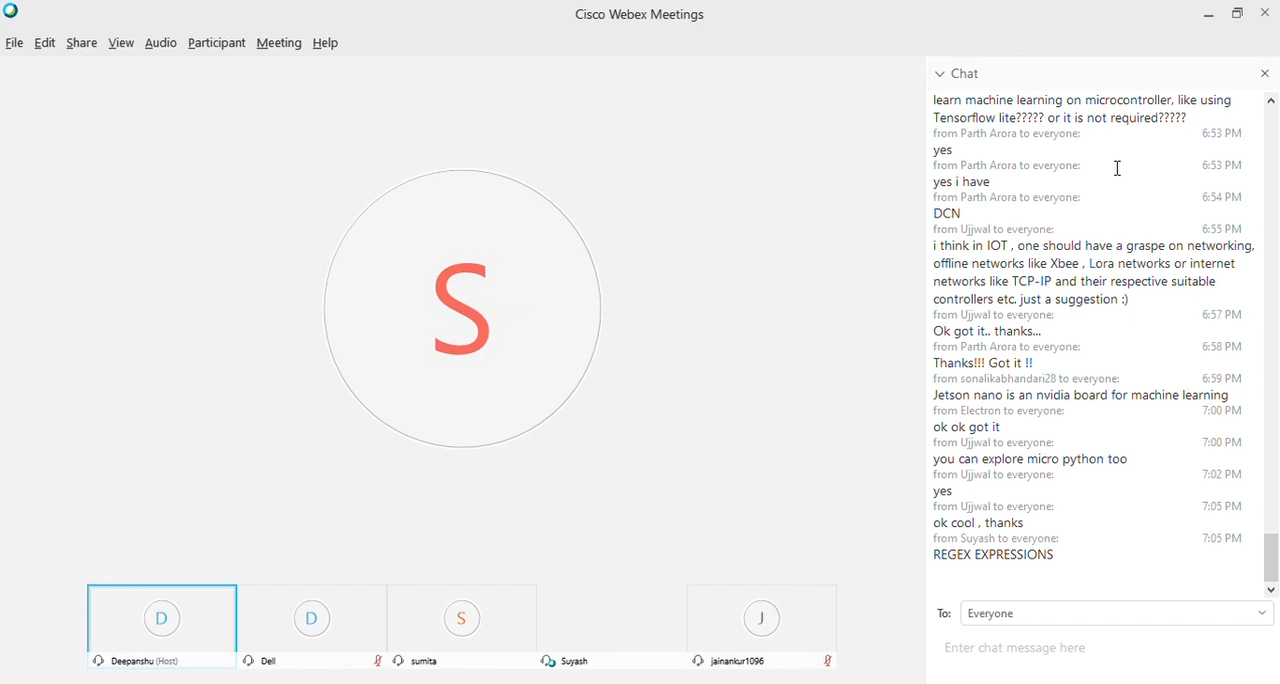 Cisco Webex Meetings
File Edit Share View Audio Participant Meeting Help
S
D
Deepanshu (Host)
D
Dell
S
sumita
Suyash
J
jainankur1096
Chat
learn machine learning on microcontroller, like using
Tensorflow lite????? or it is not required?????
from Parth Arora to everyone: 6:53 PM
yes
from Parth Arora to everyone: 6:53 PM
yes i have
from Parth Arora to everyone: 6:54 PM
DCN
from Ujjwal to everyone: 6:55 PM
i think in IOT , one should have a graspe on networking,
offline networks like Xbee , Lora networks or internet
networks like TCP-IP and their respective suitable
controllers etc. just a suggestion :)
from Ujjwal to everyone: 6:57 PM
Ok got it.. thanks...
from Parth Arora to everyone: 6:58 PM
Thanks!!! Got it !!
from sonalikabhandari28 to everyone: 6:59 PM
Jetson nano is an nvidia board for machine learning
from Electron to everyone: 7:00 PM
ok ok got it
from Ujjwal to everyone: 7:00 PM
you can explore micro python too
from Ujjwal to everyone: 7:02 PM
yes
from Ujjwal to everyone: 7:05 PM
ok cool , thanks
from Suyash to everyone: 7:05 PM
REGEX EXPRESSIONS
To: Everyone
Enter chat message here